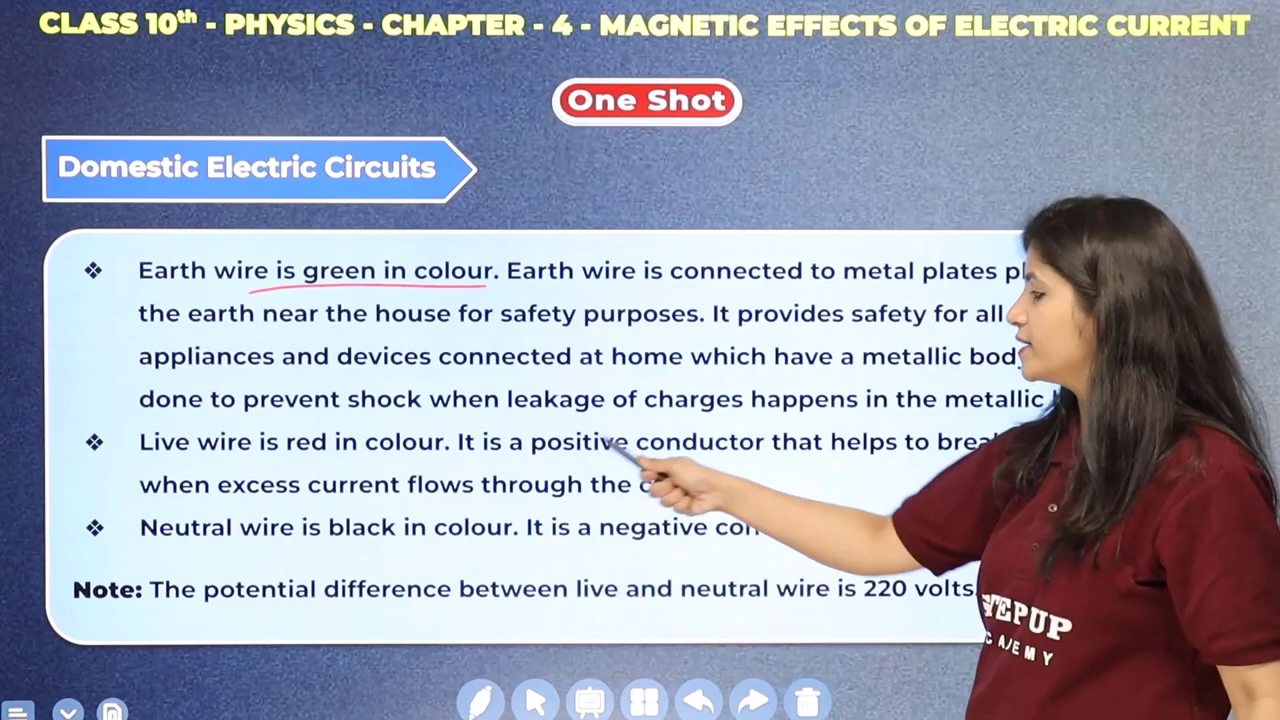 CLASS 10th - PHYSICS - CHAPTER - 4 - MAGNETIC EFFECTS OF ELECTRIC CURRENT
One Shot
Domestic Electric Circuits
❖ Earth wire is green in colour. Earth wire is connected to metal plates
the earth near the house for safety purposes. It provides safety for all
appliances and devices connected at home which have a metallic
done to prevent shock when leakage of charges happens in the metallic
❖ Live wire is red in colour. It is a positive conductor that helps to
when excess current flows through the
❖ Neutral wire is black in colour. It is a negative
Note: The potential difference between live and neutral wire is 220 volts.